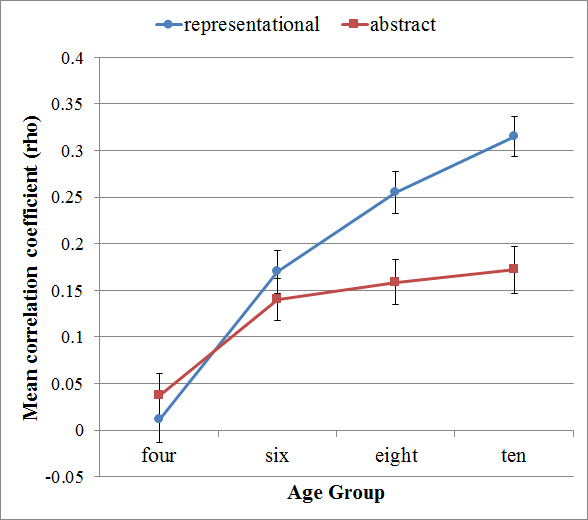 representational abstract
Mean correlation coefficient (rho)
0.4
0.35
0.3
0.25
0.2
0.15
0.1
0.05
0
-0.05
four six eight ten
Age Group